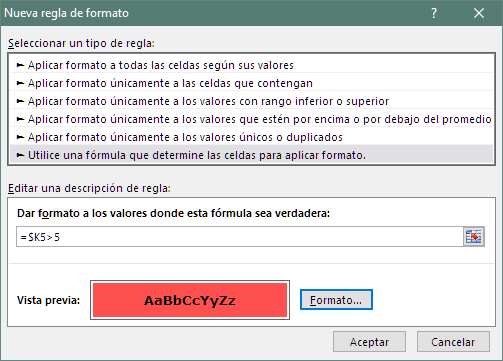 Nueva regla de formato
?
Seleccionar un tipo de regla:
► Aplicar formato a todas las celdas según sus valores
► Aplicar formato únicamente a las celdas que contengan
► Aplicar formato únicamente a los valores con rango inferior o superior
► Aplicar formato únicamente a los valores que estén por encima o por debajo del promedio
► Aplicar formato únicamente a los valores únicos o duplicados
► Utilice una fórmula que determine las celdas para aplicar formato.
Editar una descripción de regla:
Dar formato a los valores donde esta fórmula sea verdadera:
=$K5>5
Vista previa: AaBbCcYyZz Formato...
Aceptar Cancelar